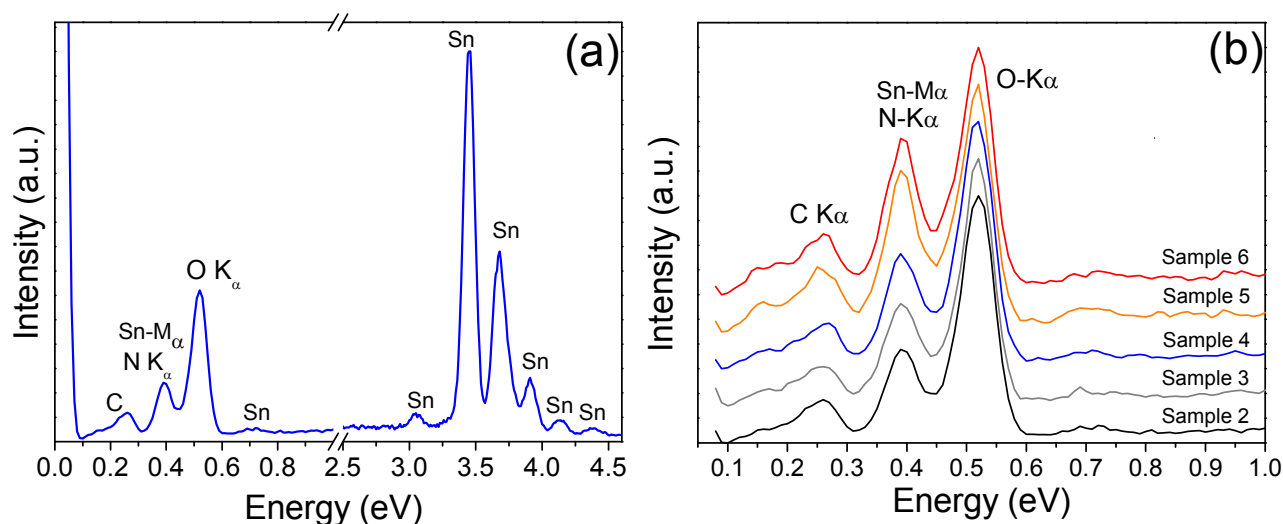 (a)
Sn
Sn
O Kα
Sn-Mα
N Kα
C
Sn
Sn
Sn
Sn
Sn
Intensity (a.u.)
0.0 0.2 0.4 0.6 0.8 2.5 3.0 3.5 4.0 4.5
Energy (eV)
(b)
O-Kα
Sn-Mα
N-Kα
C Kα
Sample 6
Sample 5
Sample 4
Sample 3
Sample 2
Intensity (a.u.)
0.1 0.2 0.3 0.4 0.5 0.6 0.7 0.8 0.9 1.0
Energy (eV)